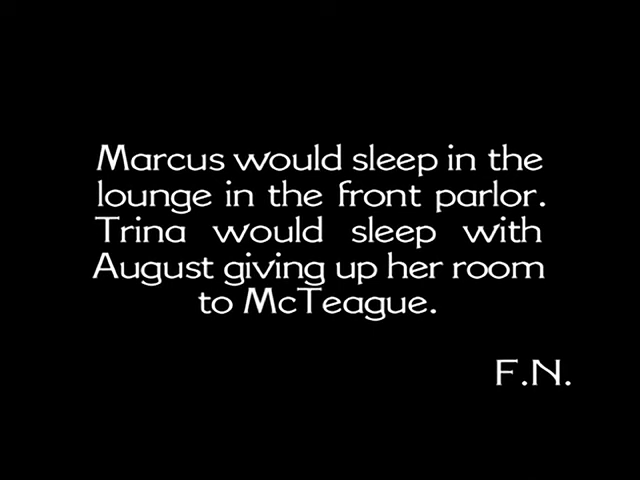 Marcus would sleep in the
lounge in the front parlor.
Trina would sleep with
August giving up her room
to McTeague.
F.N.